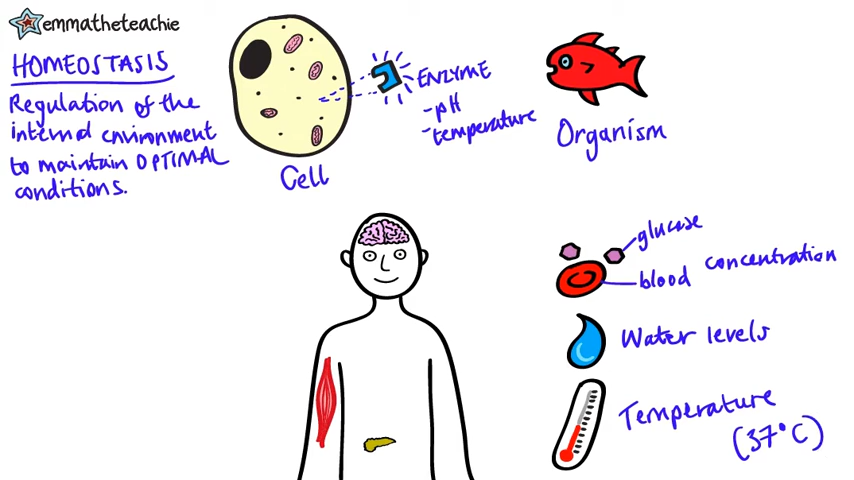 emmatheteachie
HOMEOSTASIS
Regulation of the
internal environment
to maintain OPTIMAL
conditions.
Cell
ENZYME
-pH
-temperature
Organism
glucose
blood concentration
Water levels
Temperature
(37°C)